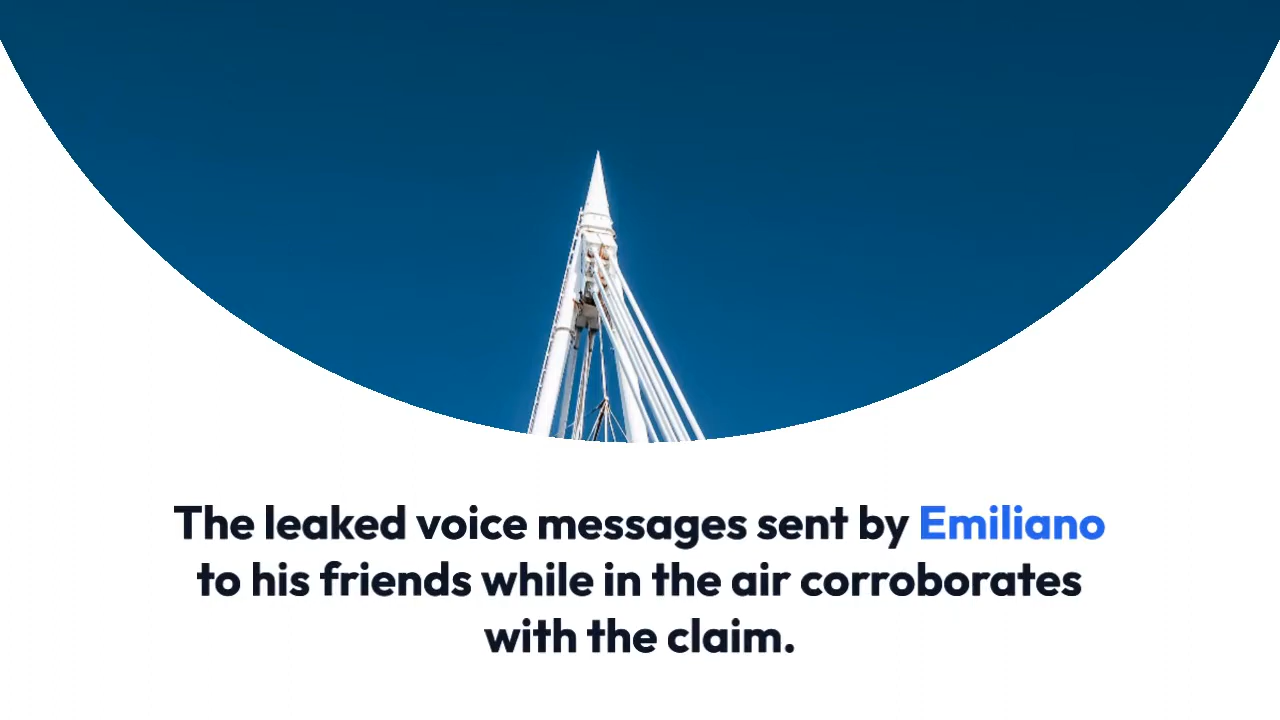 The leaked voice messages sent by Emiliano
to his friends while in the air corroborates
with the claim.